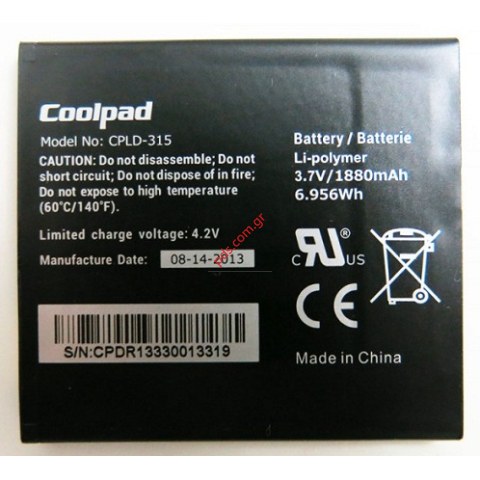 Coolpad
Model No: CPLD-315
CAUTION: Do not disassemble; Do not
short circuit; Do not dispose of in fire;
Do not expose to high temperature
(60°C/140°F).
Limited charge voltage: 4.2V
Manufacture Date: 08-14-2013
S/N:CPDR13330013319
Battery / Batterie
Li-polymer
3.7V/1880mAh
6.956Wh
C RU US
CE
Made in China